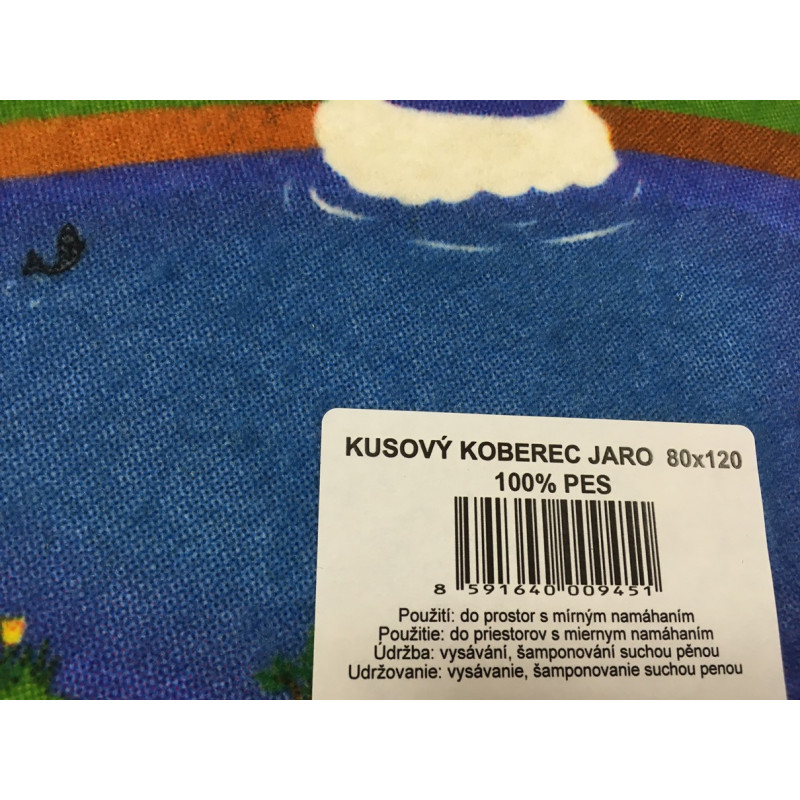 KUSOVÝ KOBEREC JARO 80x120
100% PES
8 591640 009451
Použití: do prostor s mírným namáhaním
Použitie: do priestorov s miernym namáhaním
Údržba: vysávání, šamponování suchou pěnou
Udržovanie: vysávanie, šamponovanie suchou penou